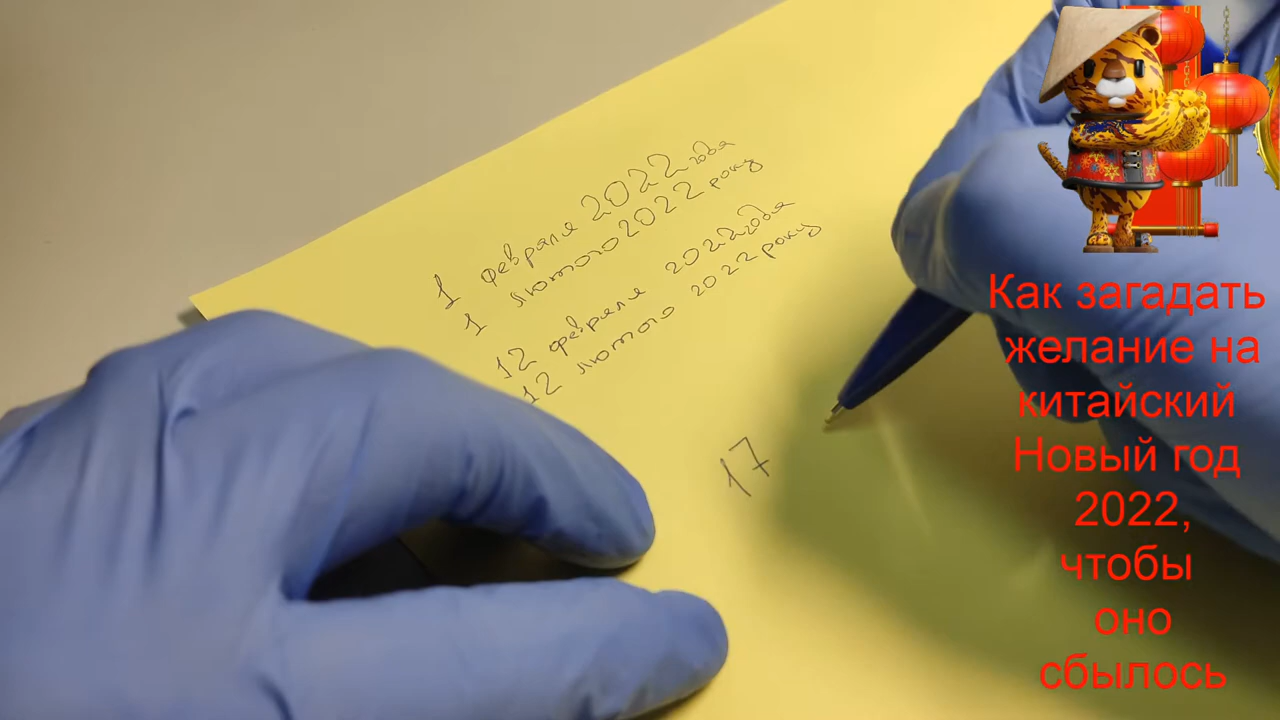 1 февраля 2022 года
1 лютого 2022 року
12 февраля 2022 года
12 лютого 2022 року
17
Как загадать
желание на
китайский
Новый год
2022,
чтобы
оно
сбылось